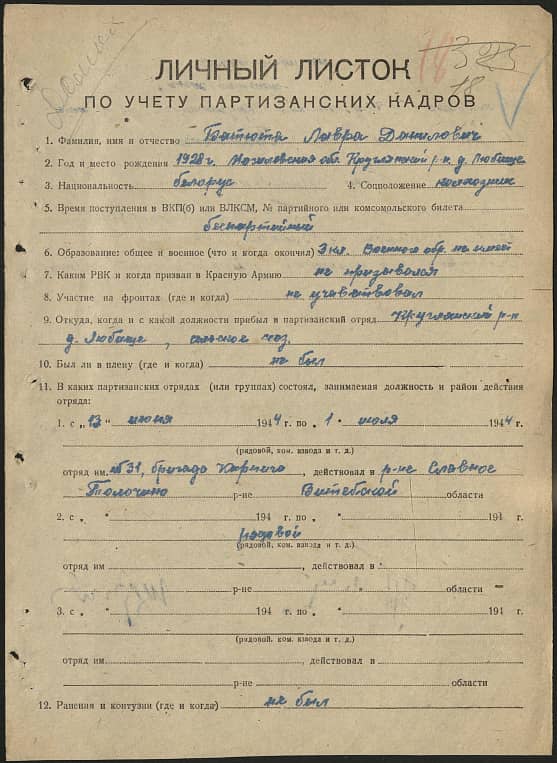 18 385
18
ЛИЧНЫЙ ЛИСТОК
ПО УЧЕТУ ПАРТИЗАНСКИХ КАДРОВ
1. Фамилия, имя и отчество Батюта Лавра Данилович
2. Год и место рождения 1928 г. Могилевская обл. Круглянский р-н д. Любище
3. Национальность белорус 4. Соцположение колхозник
5. Время поступления в ВКП(б) или ВЛКСМ, № партийного или комсомольского билета
беспартийный
6. Образование: общее и военное (что и когда окончил) 3 кл. Военного обр. не имеет
7. Каким РВК и когда призван в Красную Армию не призывался
8. Участие на фронтах (где и когда) не учавствовал
9. Откуда, когда и с какой должности прибыл в партизанский отряд Круглянский р-н
д. Любище, сельское хоз.
10. Был ли в плену (где и когда) не был
11. В каких партизанских отрядах (или группах) состоял, занимаемая должность и район действия
отряда:
1. с „13" июня 1944 г. по „1" июля 1944 г.
(рядовой, ком. взвода и т. д.)
отряд им. № 31, бригада , действовал в р-не Славное
Толочино р-не Витебской области
2. с „ " 194 г. по „ " 194 г.
рядовой
(рядовой, ком. взвода и т. д.)
отряд им , действовал в
р-не области
3. с „ " 194 г. по „ " 194 г.
(рядовой, ком. взвода и т. д.)
отряд им , действовал в
р-не области
12. Ранения и контузии (где и когда) не был